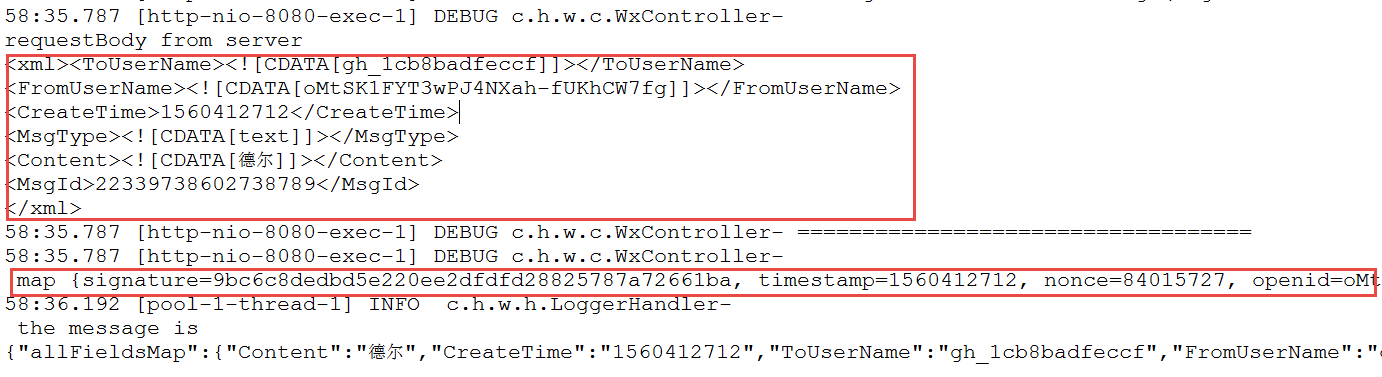 58:35.787 [http-nio-8080-exec-1] DEBUG c.h.w.c.WxController-
requestBody from server
<xml><ToUserName><![CDATA[gh_1cb8badfeccf]]></ToUserName>
<FromUserName><![CDATA[oMtSK1FYT3wPJ4NXah-fUKhCW7fg]]></FromUserName>
<CreateTime>1560412712</CreateTime>
<MsgType><![CDATA[text]]></MsgType>
<Content><![CDATA[德尔]]></Content>
<MsgId>22339738602738789</MsgId>
</xml>
58:35.787 [http-nio-8080-exec-1] DEBUG c.h.w.c.WxController- ===================================
58:35.787 [http-nio-8080-exec-1] DEBUG c.h.w.c.WxController-
map {signature=9bc6c8dedbd5e220ee2dfdfd28825787a72661ba, timestamp=1560412712, nonce=84015727, openid=oMt
58:36.192 [pool-1-thread-1] INFO  c.h.w.h.LoggerHandler-
the message is
{"allFieldsMap":{"Content":"德尔","CreateTime":"1560412712","ToUserName":"gh_1cb8badfeccf","FromUserName":"